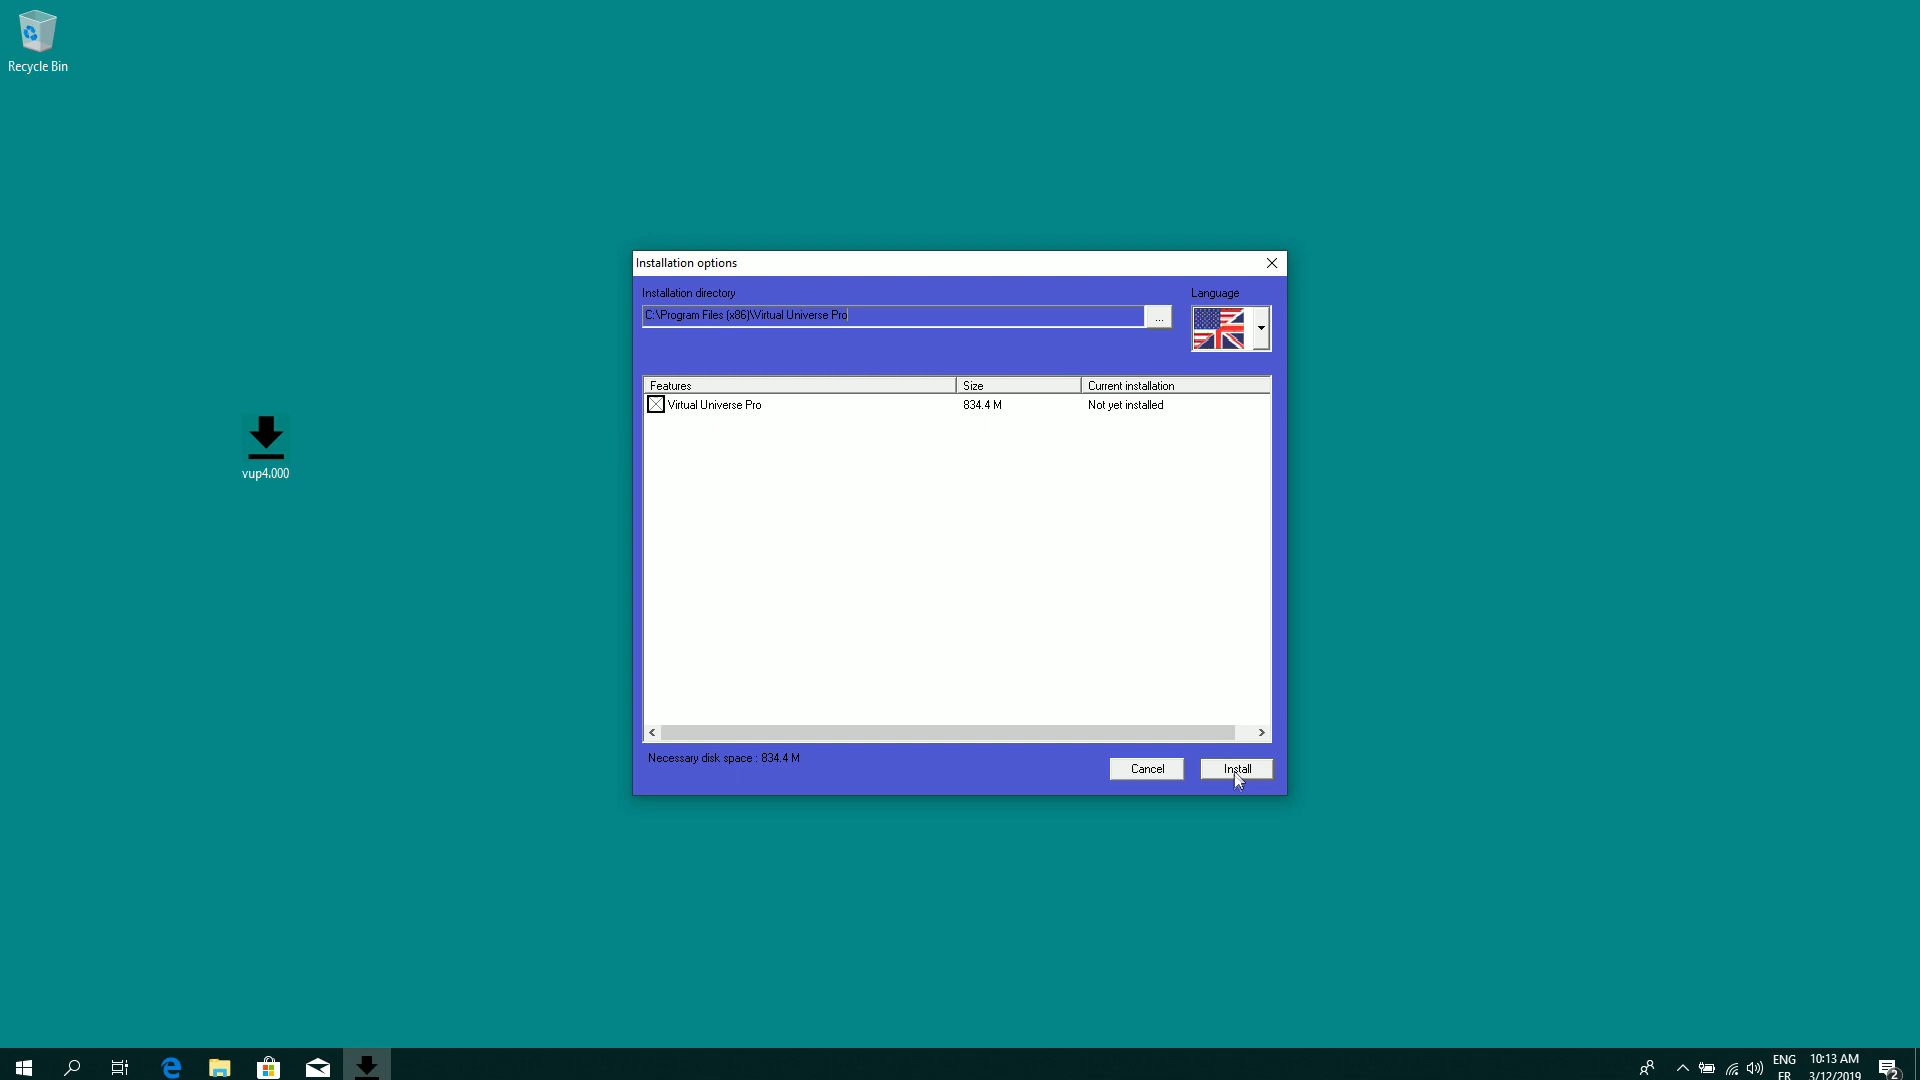 Recycle Bin
vup4.000
Installation options
Installation directory
Language
C:\Program Files (x86)\Virtual Universe Pro
...
Features Size Current installation
Virtual Universe Pro 834.4 M Not yet installed
Necessary disk space : 834.4 M
Cancel
Install
ENG
FR
10:13 AM
3/12/2019
2